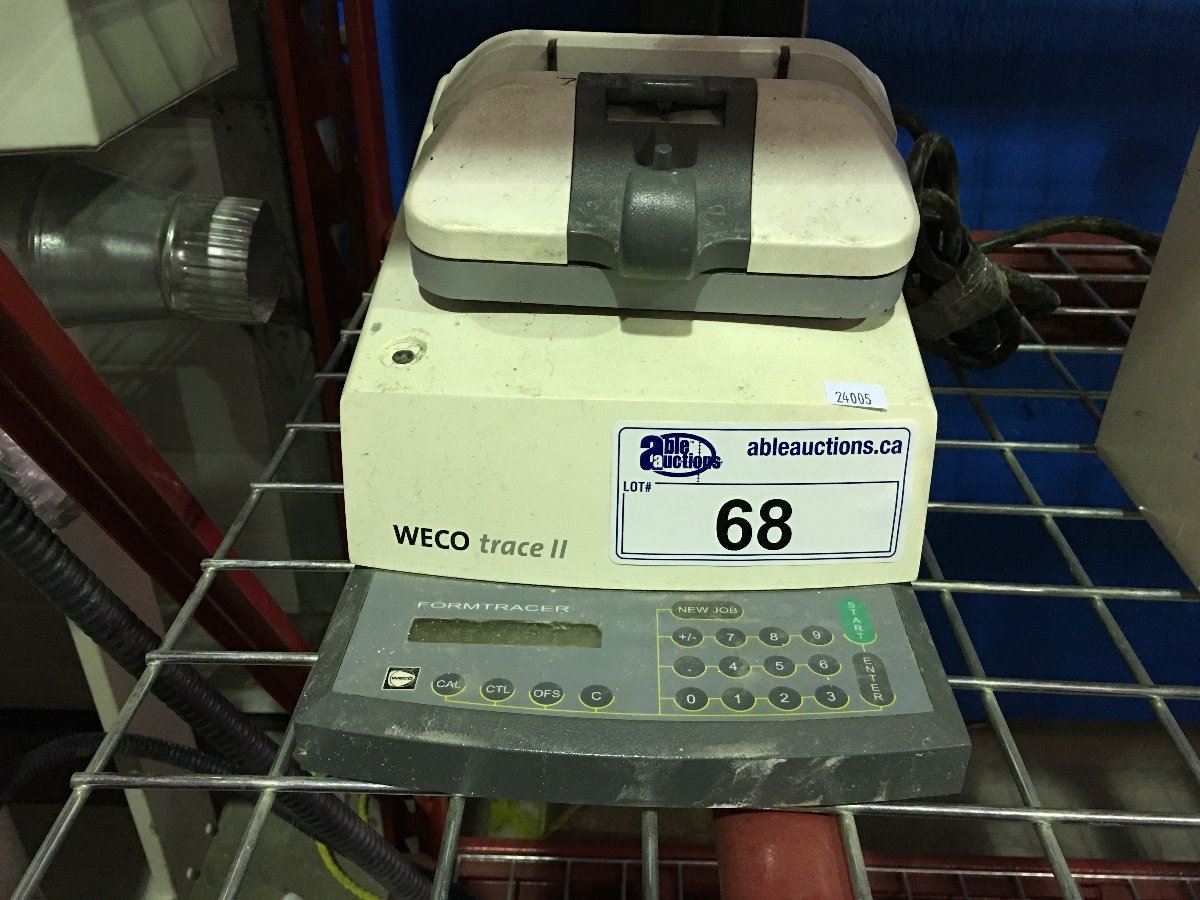 24005
able
auctions
ableauctions.ca
LOT#
68
WECO trace II
FORMTRACER
NEW JOB
START
+/- 7 8 9
. 4 5 6
ENTER
0 1 2 3
WECO
CAL CTL OFS C